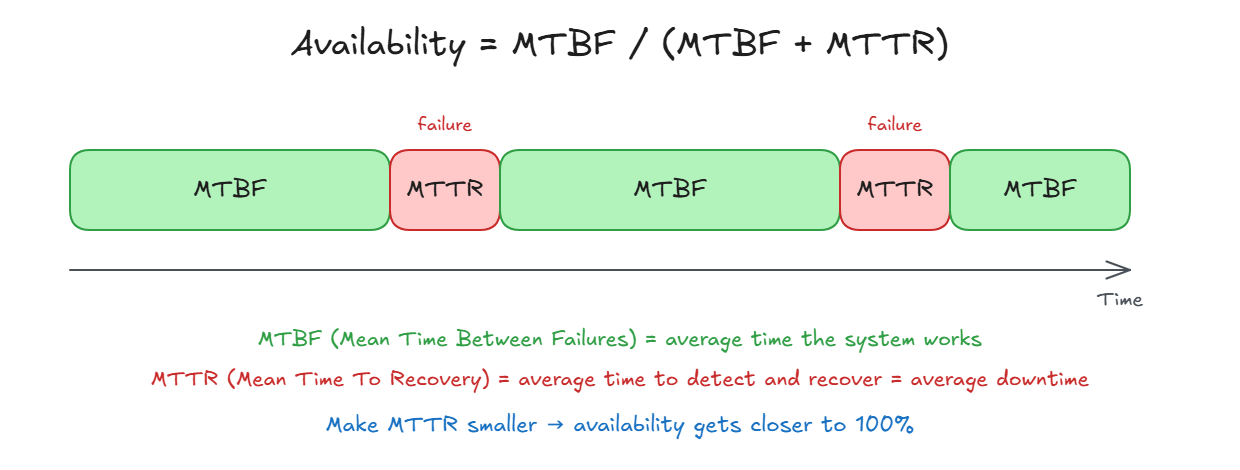 Availability = MTBF / (MTBF + MTTR)
failure failure
MTBF MTTR MTBF MTTR MTBF
Time
MTBF (Mean Time Between Failures) = average time the system works
MTTR (Mean Time To Recovery) = average time to detect and recover = average downtime
Make MTTR smaller → availability gets closer to 100%